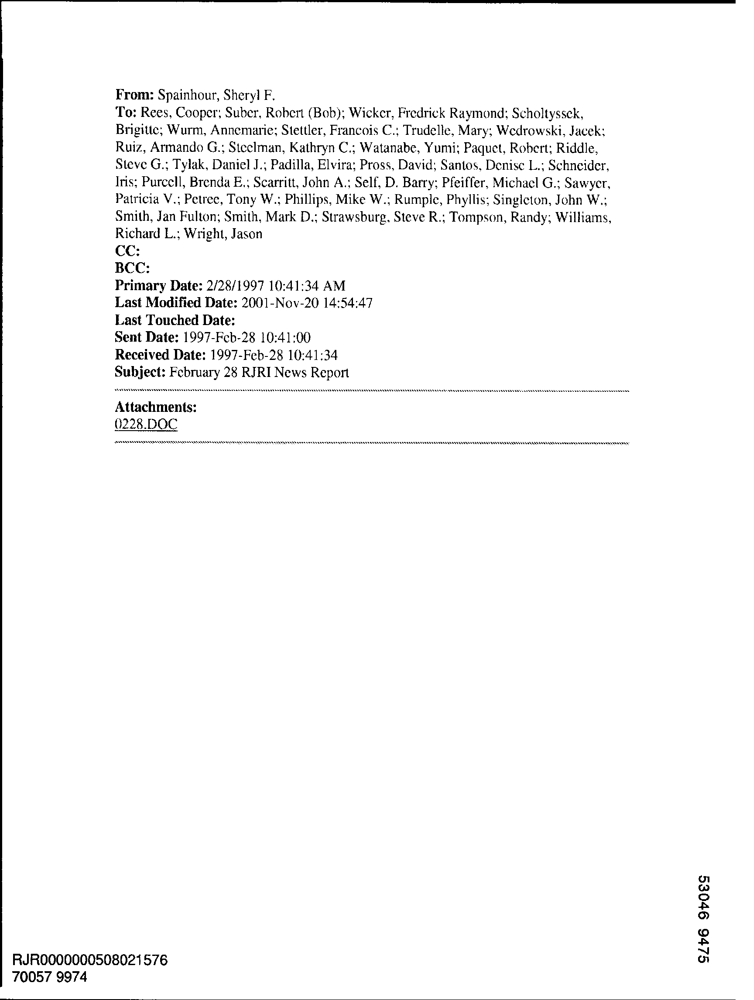 From: Spainhour, Sheryl F.
To: Rees, Cooper; Suber, Robert (Bob); Wicker, Fredrick Raymond; Scholtyssek,
Brigitte; Wurm, Annemarie; Stettler, Francois C.; Trudelle, Mary; Wedrowski, Jacek;
Ruiz, Armando G.; Steelman, Kathryn C.; Watanabe, Yumi; Paquet, Robert; Riddle,
Steve G.; Tylak, Daniel J.; Padilla, Elvira; Pross, David; Santos, Denise L.; Schneider,
Iris; Purcell, Brenda E.; Scarritt, John A.; Self, D. Barry; Pfeiffer, Michael G.; Sawyer,
Patricia V.; Petree, Tony W.; Phillips, Mike W.; Rumple, Phyllis; Singleton, John W.;
Smith, Jan Fulton; Smith, Mark D.; Strawsburg, Steve R.; Tompson, Randy; Williams,
Richard L.; Wright, Jason
CC:
BCC:
Primary Date: 2/28/1997 10:41:34 AM
Last Modified Date: 2001-Nov-20 14:54:47
Last Touched Date:
Sent Date: 1997-Feb-28 10:41:00
Received Date: 1997-Feb-28 10:41:34
Subject: February 28 RJRI News Report
Attachments:
0228.DOC
53046 9475
RJR0000000508021576
70057 9974